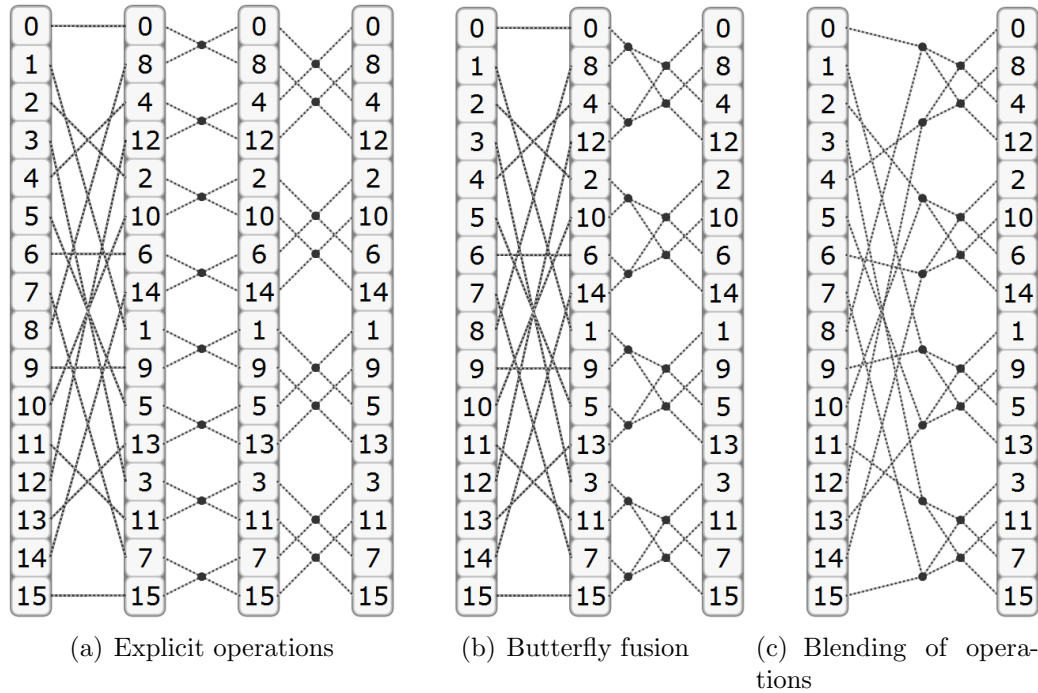 0 0 0 0
1 8 8 8
2 4 4 4
3 12 12 12
4 2 2 2
5 10 10 10
6 6 6 6
7 14 14 14
8 1 1 1
9 9 9 9
10 5 5 5
11 13 13 13
12 3 3 3
13 11 11 11
14 7 7 7
15 15 15 15
(a) Explicit operations
0 0 0
1 8 8
2 4 4
3 12 12
4 2 2
5 10 10
6 6 6
7 14 14
8 1 1
9 9 9
10 5 5
11 13 13
12 3 3
13 11 11
14 7 7
15 15 15
(b) Butterfly fusion
0 0
1 8
2 4
3 12
4 2
5 10
6 6
7 14
8 1
9 9
10 5
11 13
12 3
13 11
14 7
15 15
(c) Blending of opera-
tions